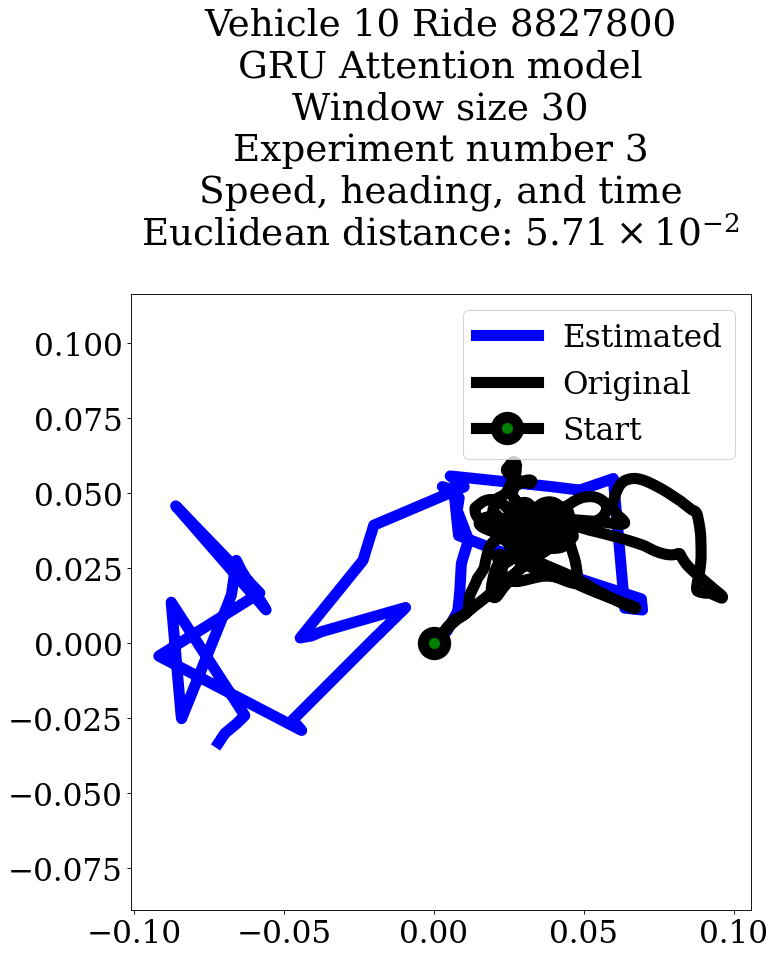 Vehicle 10 Ride 8827800
GRU Attention model
Window size 30
Experiment number 3
Speed, heading, and time
Euclidean distance: 5.71 × 10⁻²
Estimated
Original
Start
0.100
0.075
0.050
0.025
0.000
−0.025
−0.050
−0.075
−0.10
−0.05
0.00
0.05
0.10